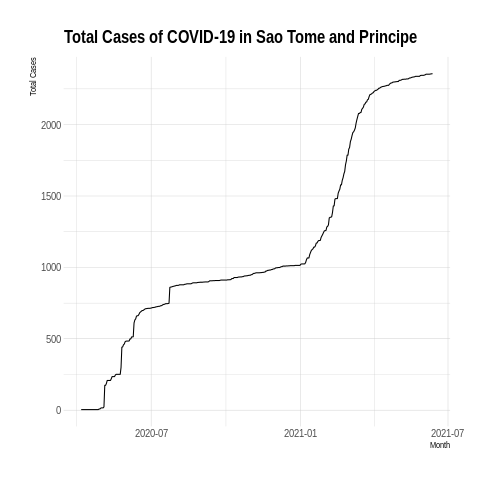 Total Cases of COVID-19 in Sao Tome and Principe
Total Cases
2000
1500
1000
500
0
2020-07
2021-01
2021-07
Month